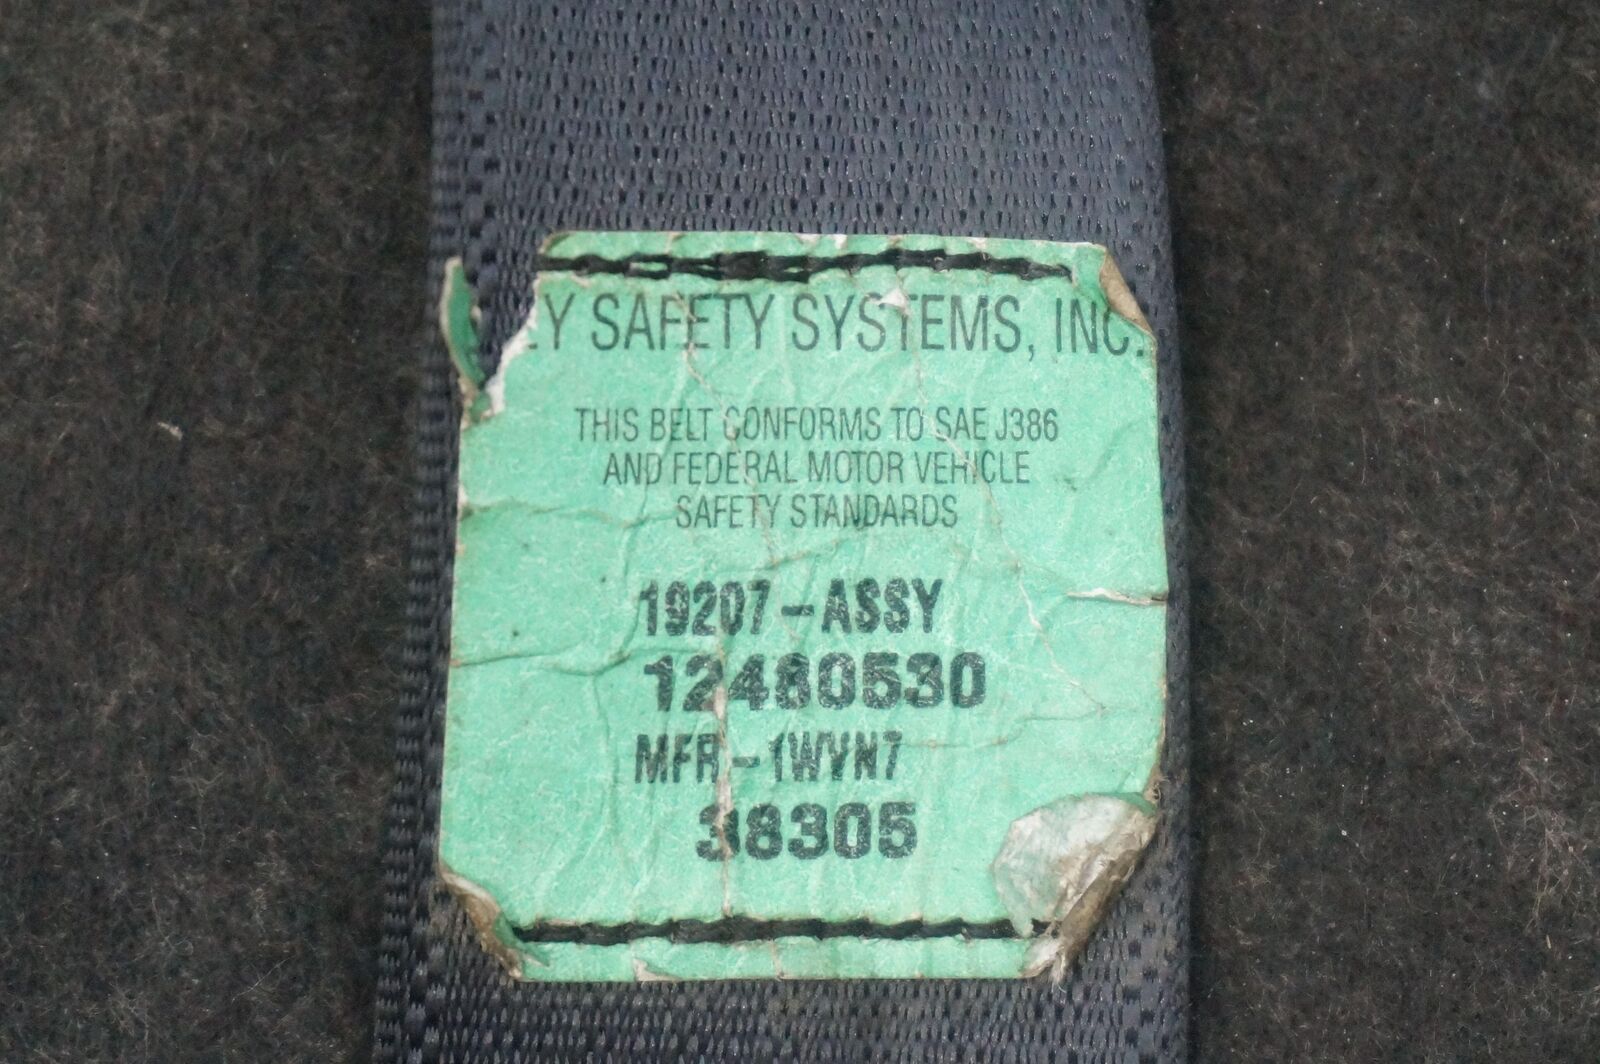 EY SAFETY SYSTEMS, INC.
THIS BELT CONFORMS TO SAE J386
AND FEDERAL MOTOR VEHICLE
SAFETY STANDARDS
19207-ASSY
12480530
MFR-1WYN7
38305